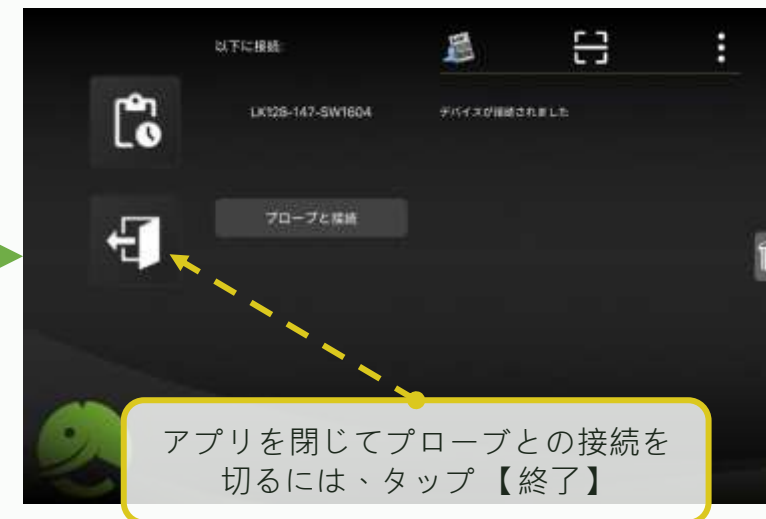 以下に接続:
LK128-147-SW1604
デバイスが接続されました
プローブと接続
アプリを閉じてプローブとの接続を
切るには、タップ【終了】